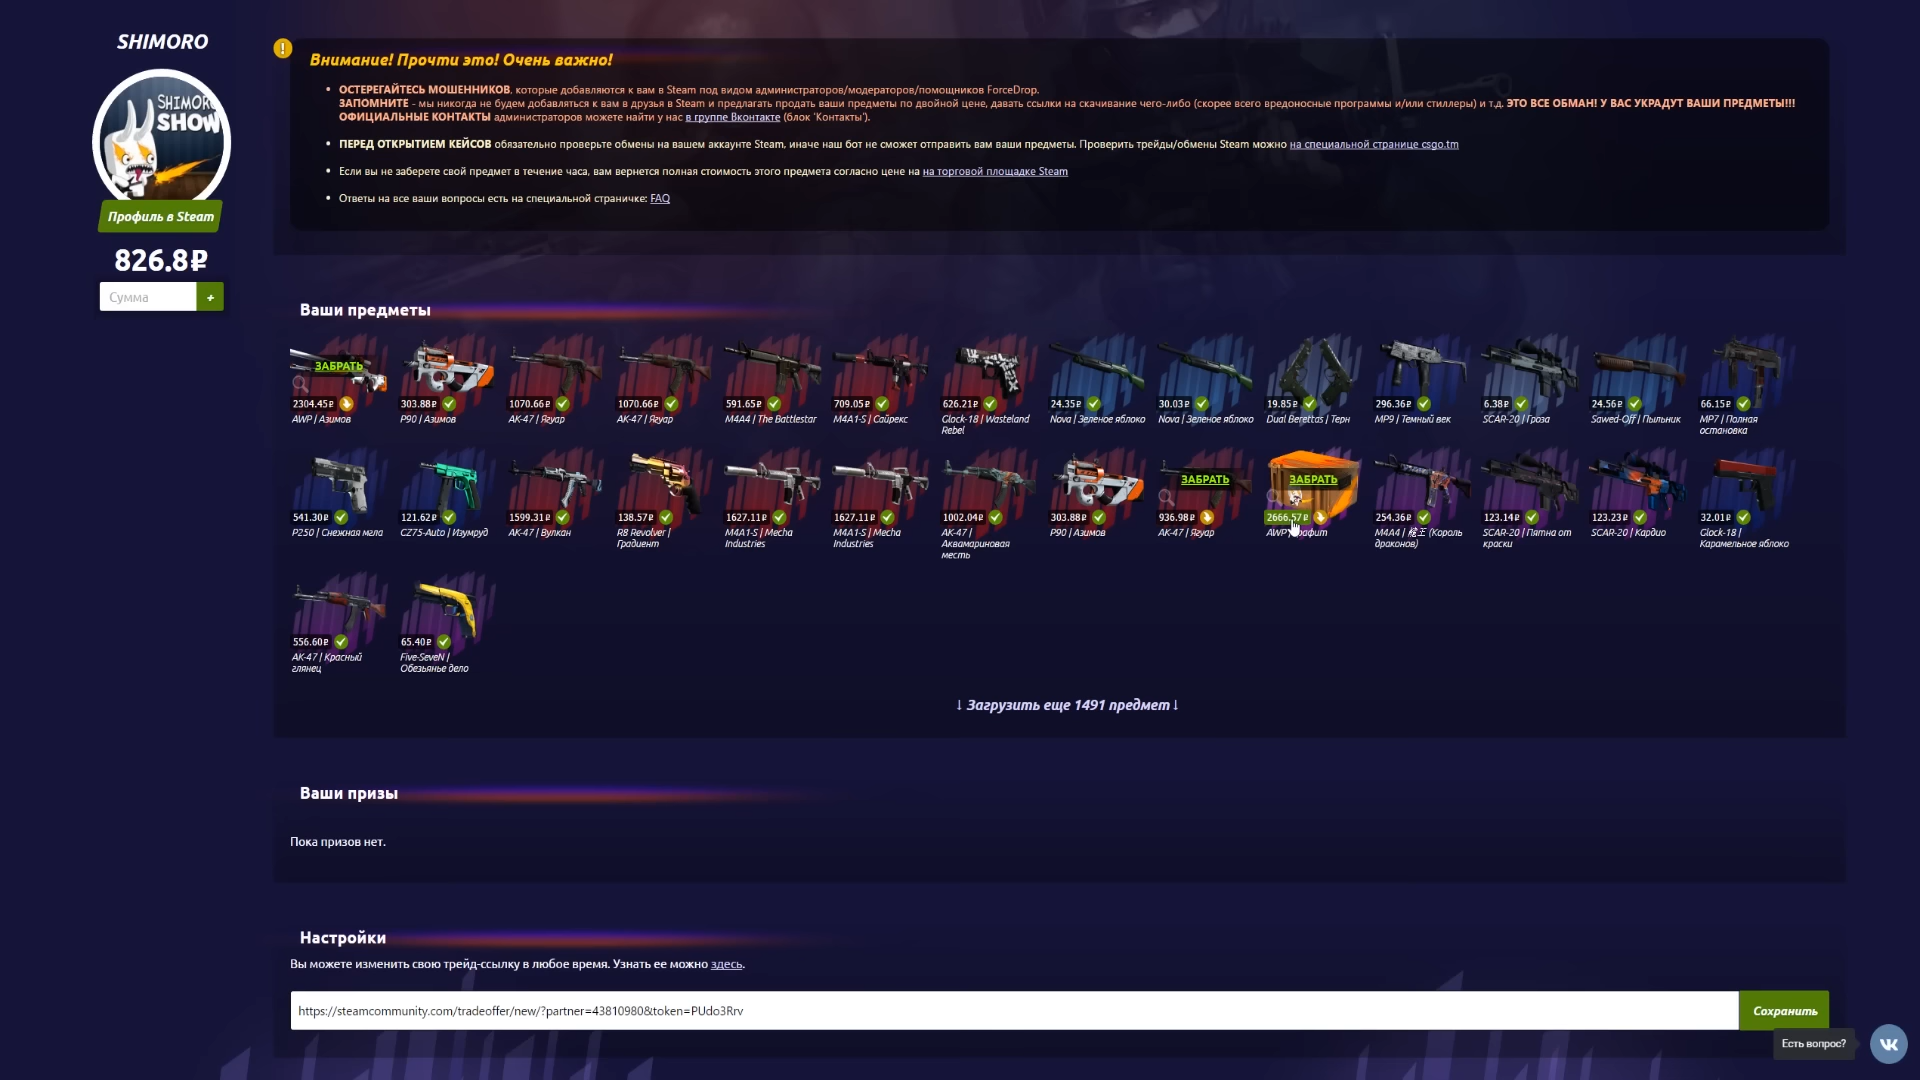 SHIMORO
SHIMORO
SHOW
Профиль в Steam
826.8₽
Сумма
+
Внимание! Прочти это! Очень важно!
ОСТЕРЕГАЙТЕСЬ МОШЕННИКОВ, которые добавляются к вам в Steam под видом администраторов/модераторов/помощников ForceDrop.
ЗАПОМНИТЕ - мы никогда не будем добавляться к вам в друзья в Steam и предлагать продать ваши предметы по двойной цене, давать ссылки на скачивание чего-либо (скорее всего вредоносные программы и/или стиллеры) и т.д. ЭТО ВСЕ ОБМАН! У ВАС УКРАДУТ ВАШИ ПРЕДМЕТЫ!!!
ОФИЦИАЛЬНЫЕ КОНТАКТЫ администраторов можете найти у нас в группе Вконтакте (блок 'Контакты').
ПЕРЕД ОТКРЫТИЕМ КЕЙСОВ обязательно проверьте обмены на вашем аккаунте Steam, иначе наш бот не сможет отправить вам ваши предметы. Проверить трейды/обмены Steam можно на специальной странице csgo.tm
Если вы не заберете свой предмет в течение часа, вам вернется полная стоимость этого предмета согласно цене на на торговой площадке Steam
Ответы на все ваши вопросы есть на специальной страничке: FAQ
Ваши предметы
ЗАБРАТЬ
2304.45₽ 303.88₽ 1070.66₽ 1070.66₽ 591.65₽ 709.05₽ 626.21₽ 24.35₽ 30.03₽ 19.85₽ 296.36₽ 6.38₽ 24.56₽ 66.15₽
AWP | Азимов P90 | Азимов AK-47 | Ягуар AK-47 | Ягуар M4A4 | The Battlestar M4A1-S | Сайрекс Glock-18 | Wasteland Nova | Зеленое яблоко Nova | Зеленое яблоко Dual Berettas | Терн MP9 | Темный век SCAR-20 | Гроза Sawed-Off | Пыльник MP7 | Полная
Rebel остановка
ЗАБРАТЬ ЗАБРАТЬ
541.30₽ 121.62₽ 1599.31₽ 138.57₽ 1627.11₽ 1627.11₽ 1002.04₽ 303.88₽ 936.98₽ 2666.57₽ 254.36₽ 123.14₽ 123.23₽ 32.01₽
P250 | Снежная мгла CZ75-Auto | Изумруд AK-47 | Вулкан R8 Revolver | M4A1-S | Mecha M4A1-S | Mecha AK-47 | P90 | Азимов AK-47 | Ягуар AWP M4A4 | 龍王 (Король SCAR-20 | Пятна от SCAR-20 | Кардио Glock-18 |
Градиент Industries Industries Аквамариновая драконов) краски Карамельное яблоко
месть
556.60₽ 65.40₽
AK-47 | Красный Five-SeveN |
глянец Обезьянье дело
↓ Загрузить еще 1491 предмет ↓
Ваши призы
Пока призов нет.
Настройки
Вы можете изменить свою трейд-ссылку в любое время. Узнать ее можно здесь.
https://steamcommunity.com/tradeoffer/new/?partner=43810980&token=PUdo3Rrv
Сохранить
Есть вопрос?